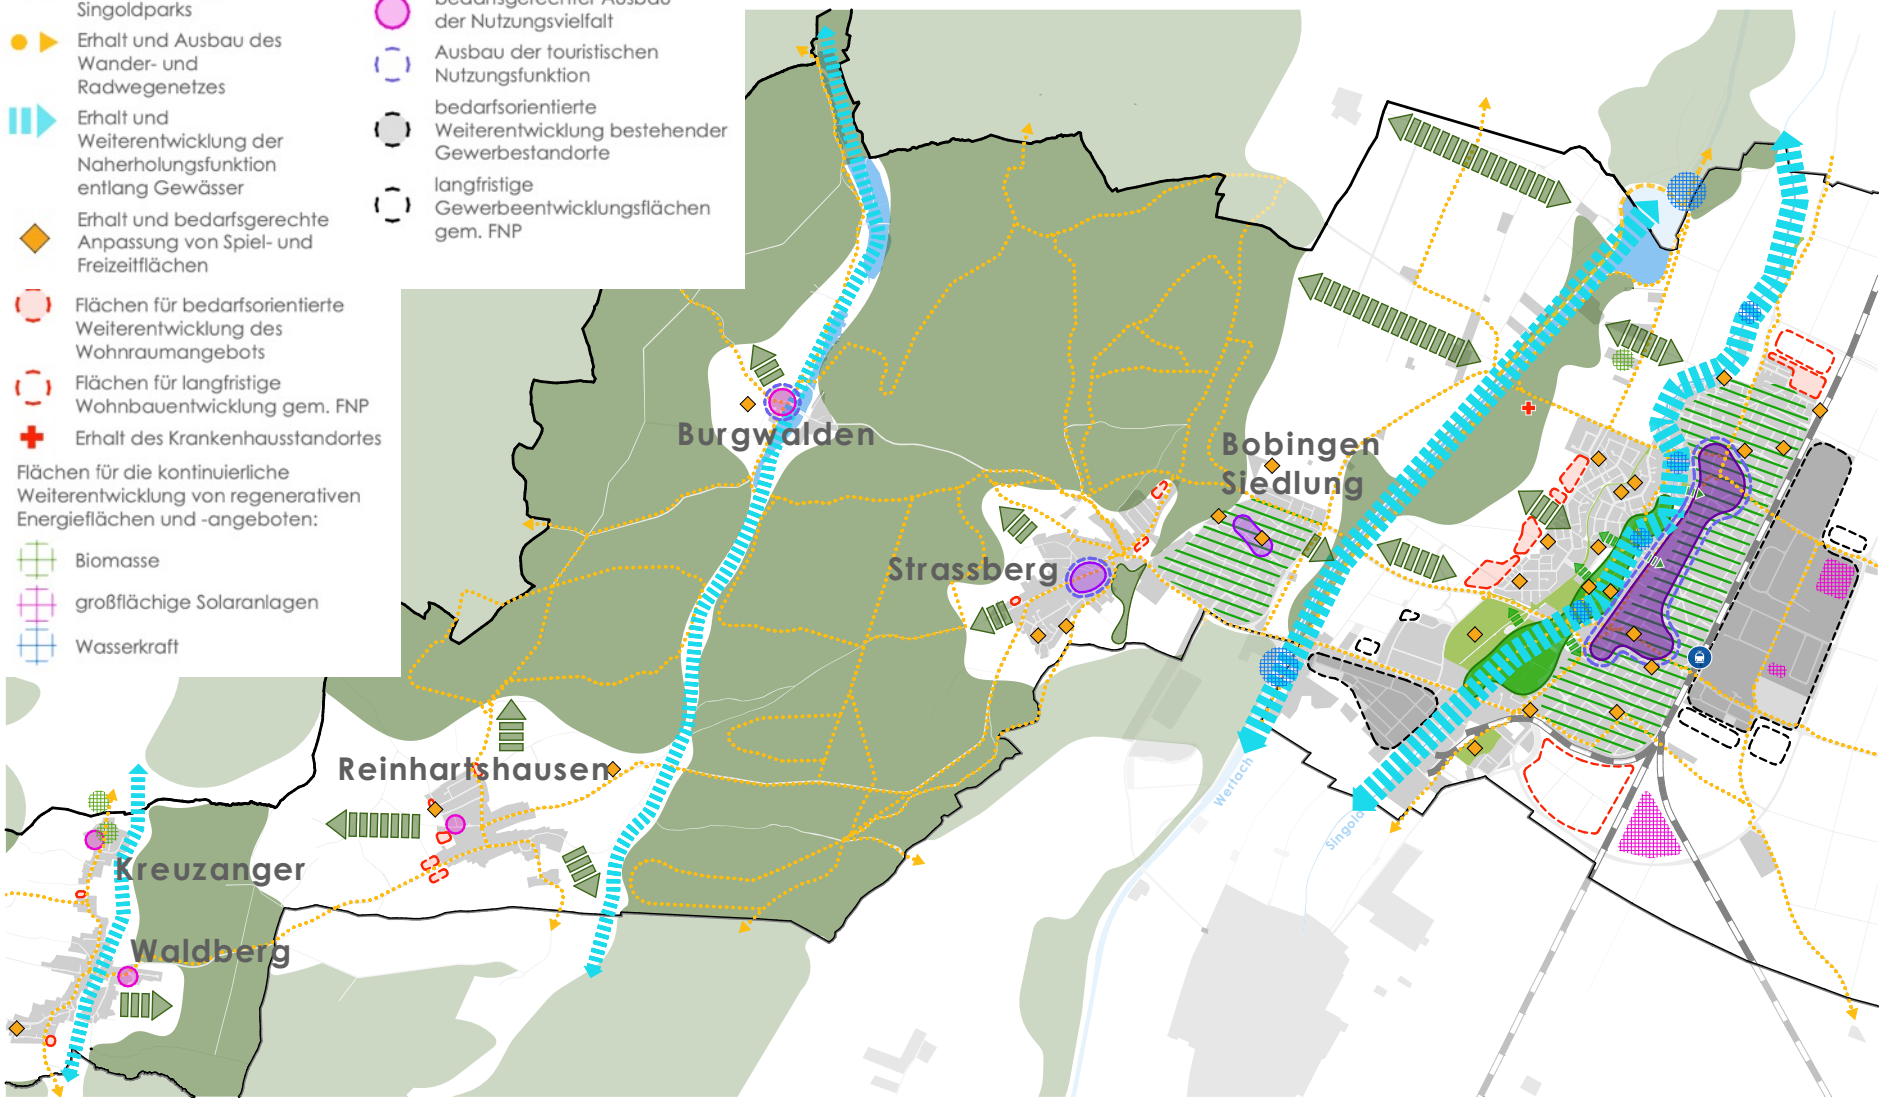 Singoldparks
Erhalt und Ausbau des
Wander- und
Radwegenetzes
Erhalt und
Weiterentwicklung der
Naherholungsfunktion
entlang Gewässer
Erhalt und bedarfsgerechte
Anpassung von Spiel- und
Freizeitflächen
Flächen für bedarfsorientierte
Weiterentwicklung des
Wohnraumangebots
Flächen für langfristige
Wohnbauentwicklung gem. FNP
Erhalt des Krankenhausstandortes
Flächen für die kontinuierliche
Weiterentwicklung von regenerativen
Energieflächen und -angeboten:
Biomasse
großflächige Solaranlagen
Wasserkraft
bedarfsgerechter Ausbau
der Nutzungsvielfalt
Ausbau der touristischen
Nutzungsfunktion
bedarfsorientierte
Weiterentwicklung bestehender
Gewerbestandorte
langfristige
Gewerbeentwicklungsflächen
gem. FNP
Burgwalden
Bobingen
Siedlung
Strassberg
Reinhartshausen
Kreuzanger
Waldberg
Wertach
Singold